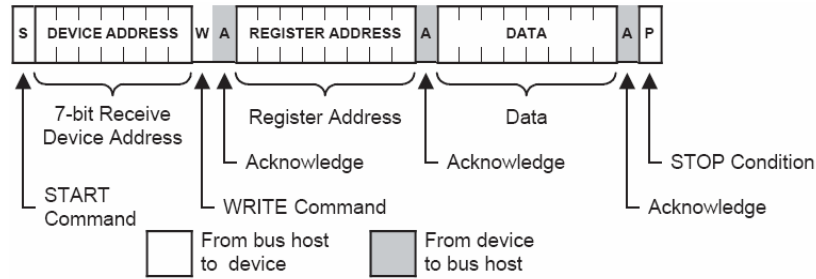 S DEVICE ADDRESS W A REGISTER ADDRESS A DATA A P
7-bit Receive
Device Address
Register Address
Data
Acknowledge
Acknowledge
STOP Condition
START
Command
WRITE Command
Acknowledge
From bus host
to device
From device
to bus host